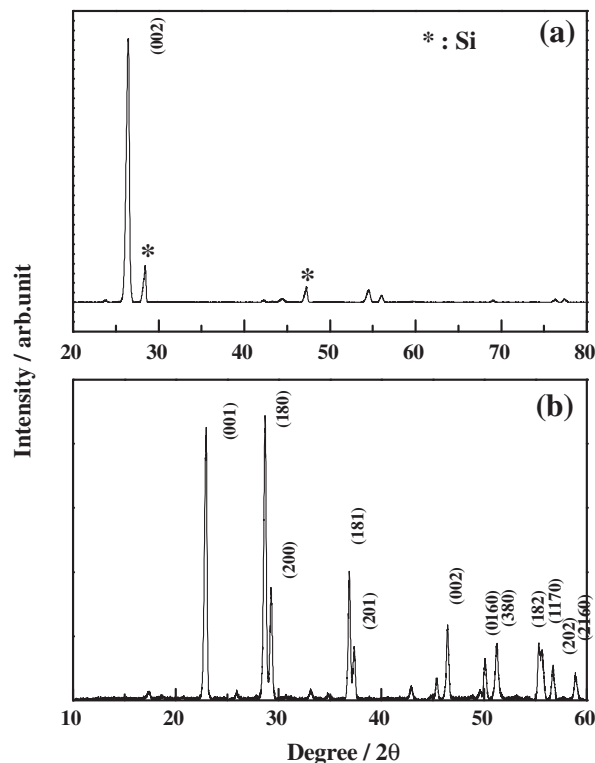 (a)
(002)
* : Si
*
*
20 30 40 50 60 70 80
Intensity / arb.unit
(b)
(001)
(180)
(200)
(181)
(201)
(002)
(0160)
(380)
(182)
(1170)
(202)
(2160)
10 20 30 40 50 60
Degree / 2θ